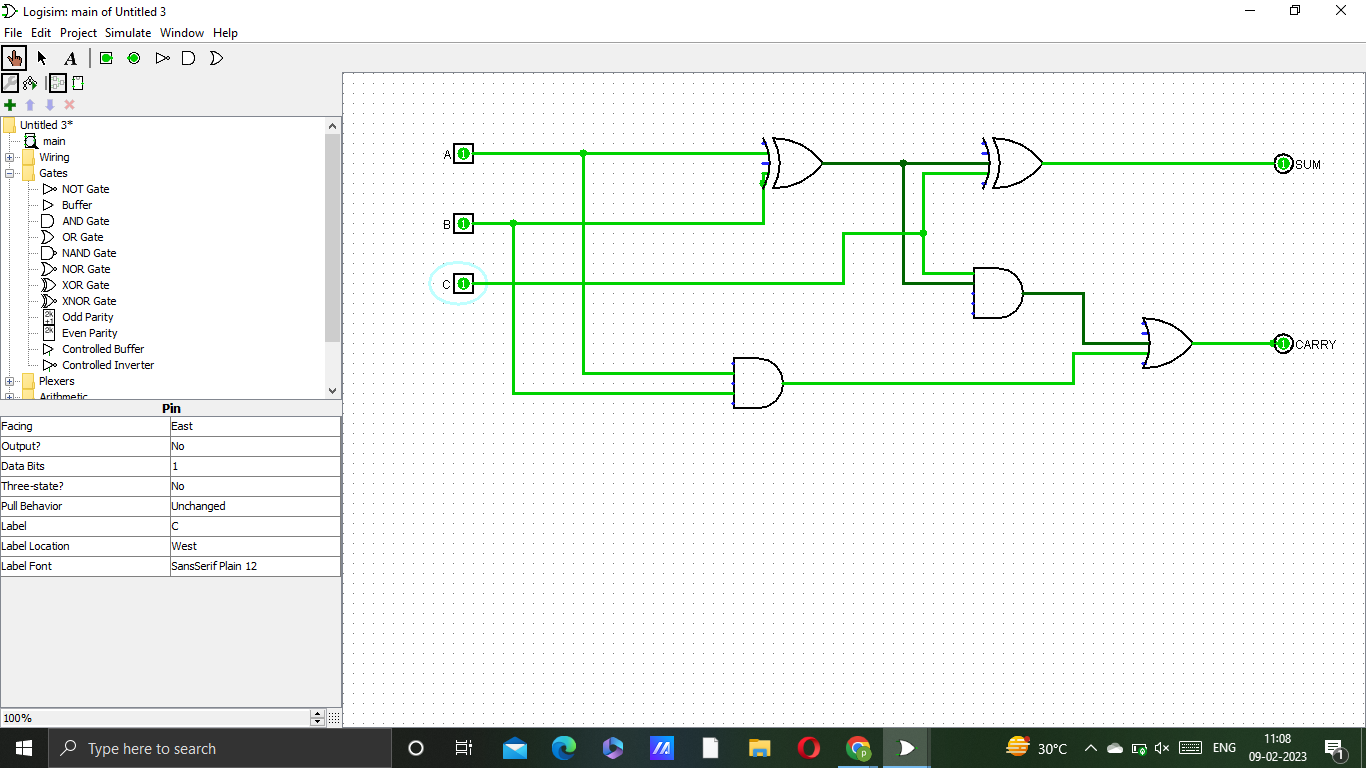 Logisim: main of Untitled 3
File Edit Project Simulate Window Help
A
Untitled 3*
main
Wiring
Gates
NOT Gate
Buffer
AND Gate
OR Gate
NAND Gate
NOR Gate
XOR Gate
XNOR Gate
2k+1 Odd Parity
2k Even Parity
Controlled Buffer
Controlled Inverter
Plexers
Arithmetic
Pin
Facing East
Output? No
Data Bits 1
Three-state? No
Pull Behavior Unchanged
Label C
Label Location West
Label Font SansSerif Plain 12
100%
A 1
B 1
C 1
1 SUM
1 CARRY
Type here to search
30°C
ENG
11:08
09-02-2023
1